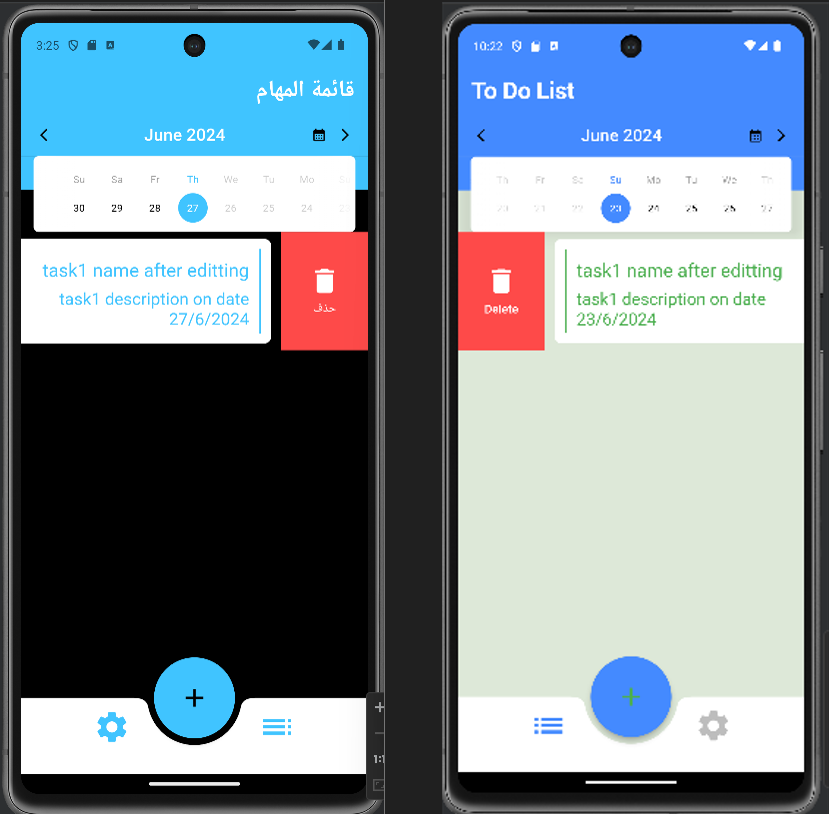 3:25
قائمة المهام
June 2024
Su Sa Fr Th We Tu Mo
30 29 28 27 26 25 24 23
task1 name after editting
task1 description on date
27/6/2024
حذف
+
1:1
10:22
To Do List
June 2024
Th Fr Sa Su Mo Tu We Th
20 21 22 23 24 25 26 27
Delete
task1 name after editting
task1 description on date
23/6/2024
+